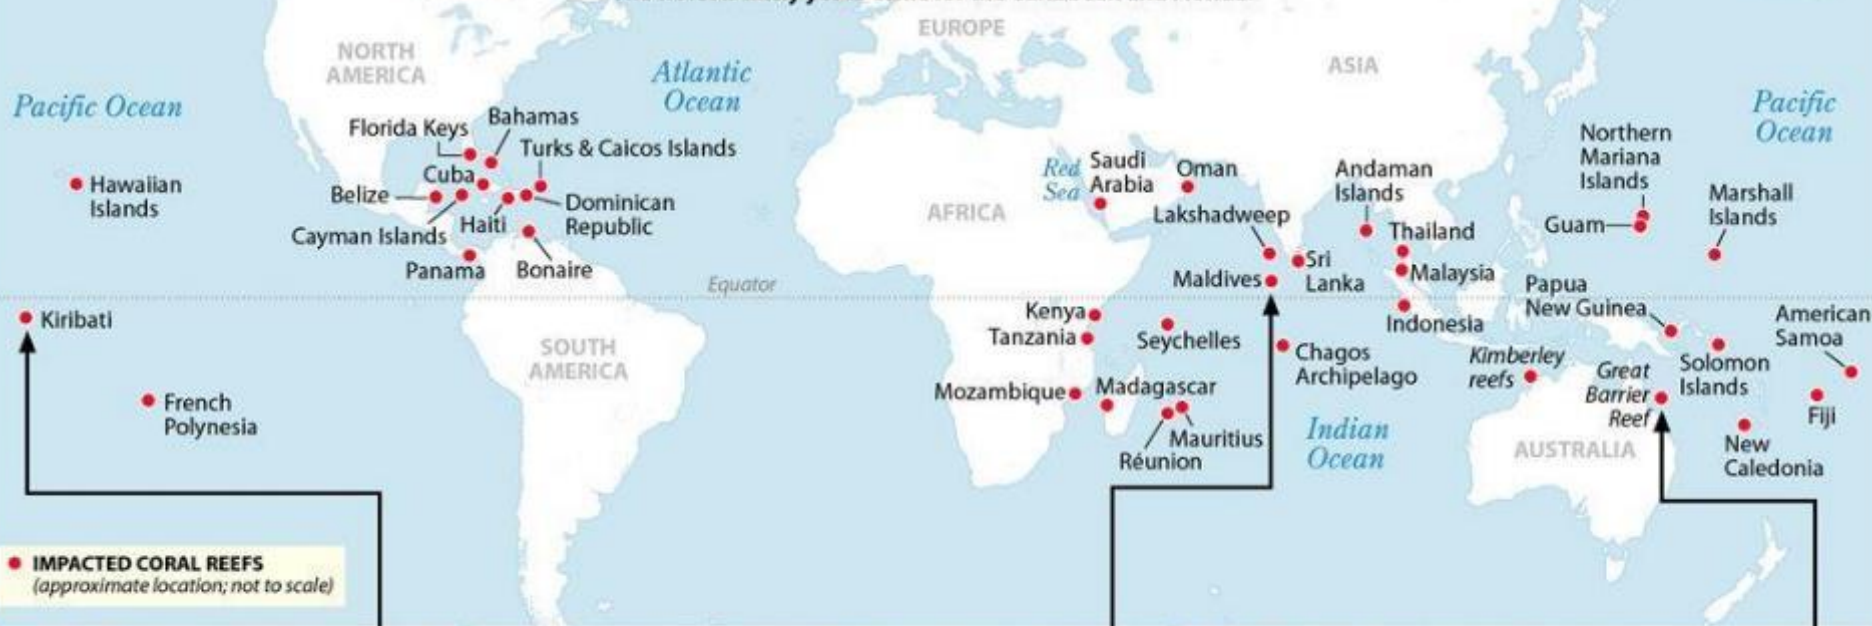 EUROPE
NORTH
AMERICA
ASIA
Atlantic
Ocean
Pacific Ocean
Pacific
Ocean
Bahamas
Florida Keys
Turks & Caicos Islands
Cuba
Belize
Dominican
Republic
Haiti
Cayman Islands
Panama
Bonaire
Hawaiian
Islands
Red
Sea
Saudi
Arabia
Oman
AFRICA
Lakshadweep
Andaman
Islands
Thailand
Northern
Mariana
Islands
Guam
Marshall
Islands
Sri
Lanka
Maldives
Malaysia
Equator
Papua
New Guinea
Kiribati
Kenya
Tanzania
Seychelles
Indonesia
American
Samoa
SOUTH
AMERICA
Chagos
Archipelago
Kimberley
reefs
Great
Barrier
Reef
Solomon
Islands
French
Polynesia
Mozambique
Madagascar
Mauritius
Réunion
Indian
Ocean
AUSTRALIA
Fiji
New
Caledonia
IMPACTED CORAL REEFS
(approximate location; not to scale)